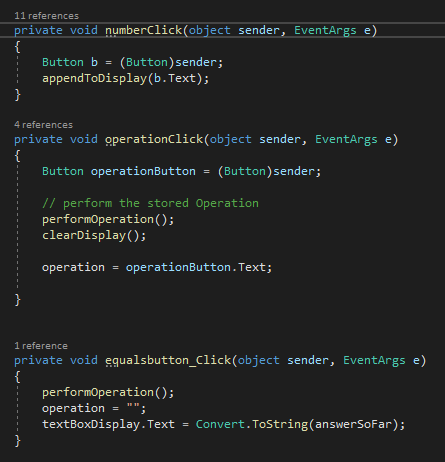 11 references
private void numberClick(object sender, EventArgs e)
{
Button b = (Button)sender;
appendToDisplay(b.Text);
}
4 references
private void operationClick(object sender, EventArgs e)
{
Button operationButton = (Button)sender;
// perform the stored Operation
performOperation();
clearDisplay();
operation = operationButton.Text;
}
1 reference
private void equalsbutton_Click(object sender, EventArgs e)
{
performOperation();
operation = "";
textBoxDisplay.Text = Convert.ToString(answerSoFar);
}